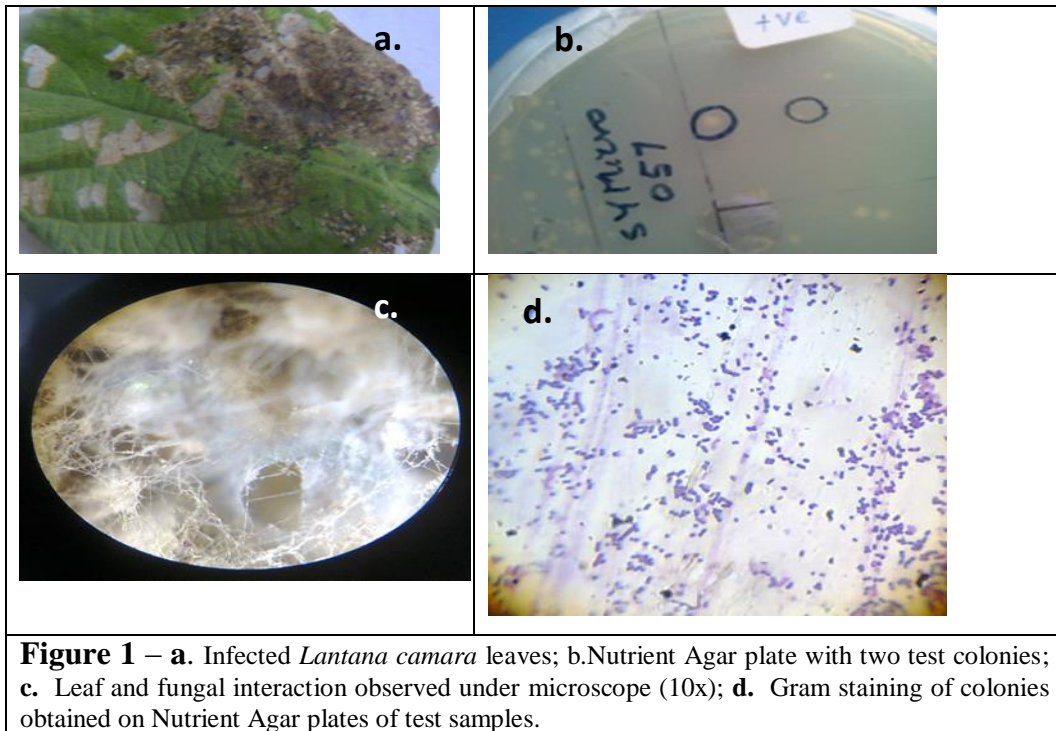 a.
b.
+ve
c.
d.
Figure 1 – a. Infected Lantana camara leaves; b.Nutrient Agar plate with two test colonies;
c. Leaf and fungal interaction observed under microscope (10x); d. Gram staining of colonies
obtained on Nutrient Agar plates of test samples.